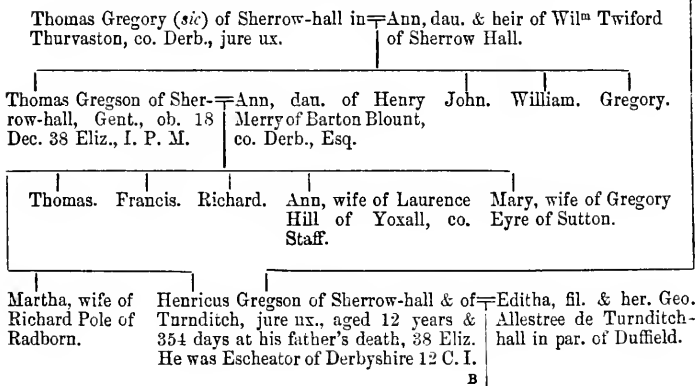 Thomas Gregory (sic) of Sherrow-hall in Thurvaston, co. Derb., jure ux.
Ann, dau. & heir of Wilm Twiford of Sherrow Hall.
Thomas Gregson of Sher-
row-hall, Gent., ob. 18
Dec. 38 Eliz., I. P. M.
Ann, dau. of Henry
Merry of Barton Blount,
co. Derb., Esq.
John. William. Gregory.
Thomas. Francis. Richard.
Ann, wife of Laurence
Hill of Yoxall, co.
Staff.
Mary, wife of Gregory
Eyre of Sutton.
Martha, wife of
Richard Pole of
Radborn.
Henricus Gregson of Sherrow-hall & of
Turnditch, jure ux., aged 12 years &
354 days at his father's death, 38 Eliz.
He was Escheator of Derbyshire 12 C. I.
Editha, fil. & her. Geo.
Allestree de Turnditch-
hall in par. of Duffield.
B